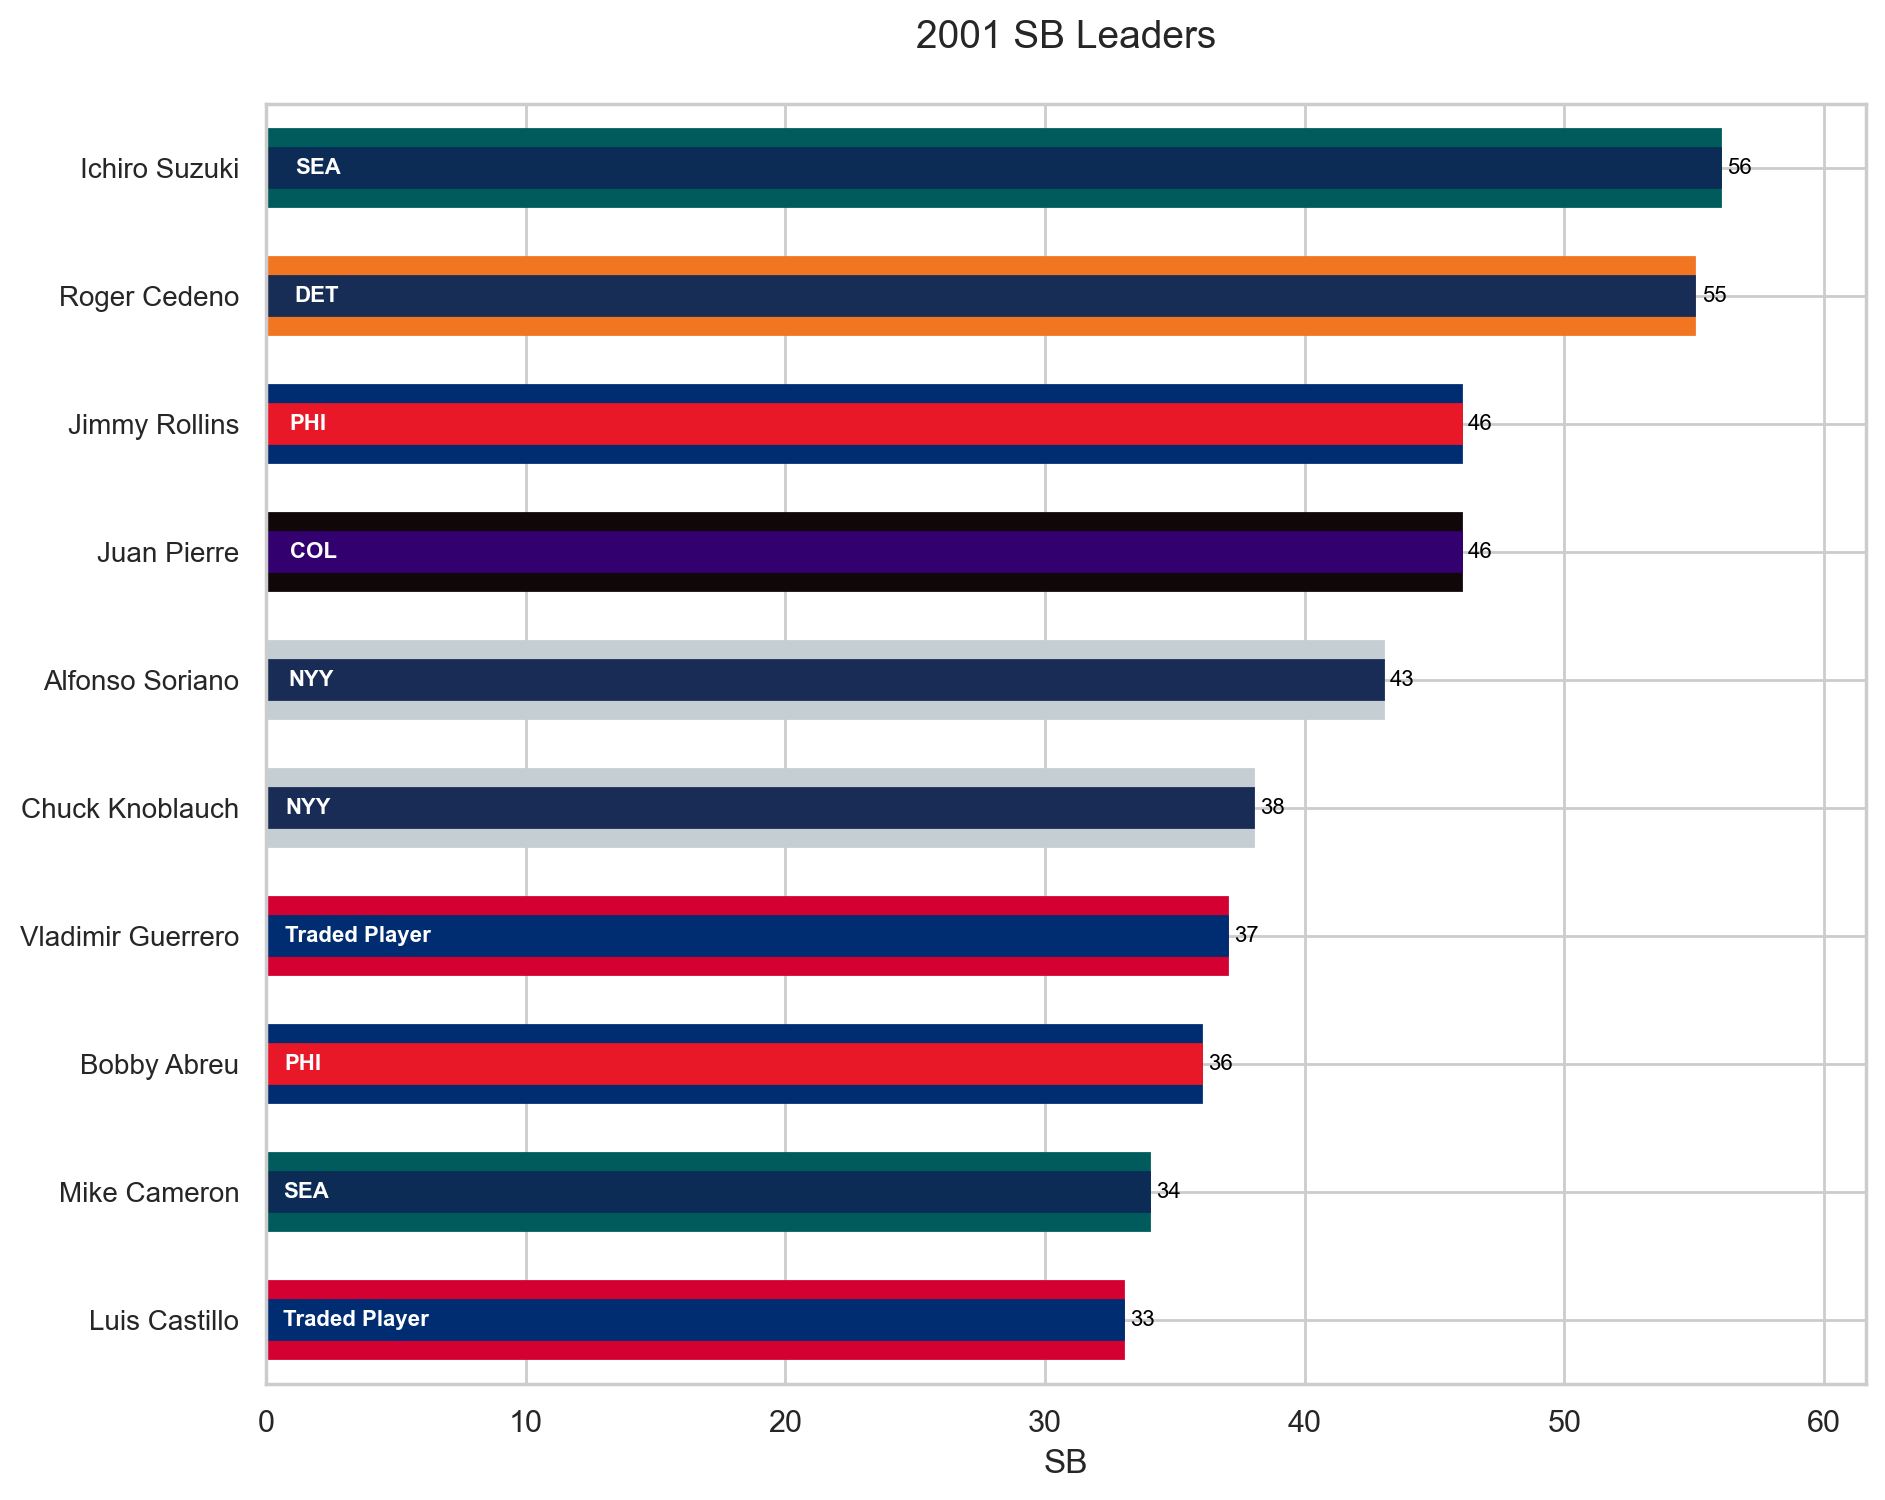 2001 SB Leaders
Ichiro Suzuki SEA 56
Roger Cedeno DET 55
Jimmy Rollins PHI 46
Juan Pierre COL 46
Alfonso Soriano NYY 43
Chuck Knoblauch NYY 38
Vladimir Guerrero Traded Player 37
Bobby Abreu PHI 36
Mike Cameron SEA 34
Luis Castillo Traded Player 33
0 10 20 30 40 50 60
SB